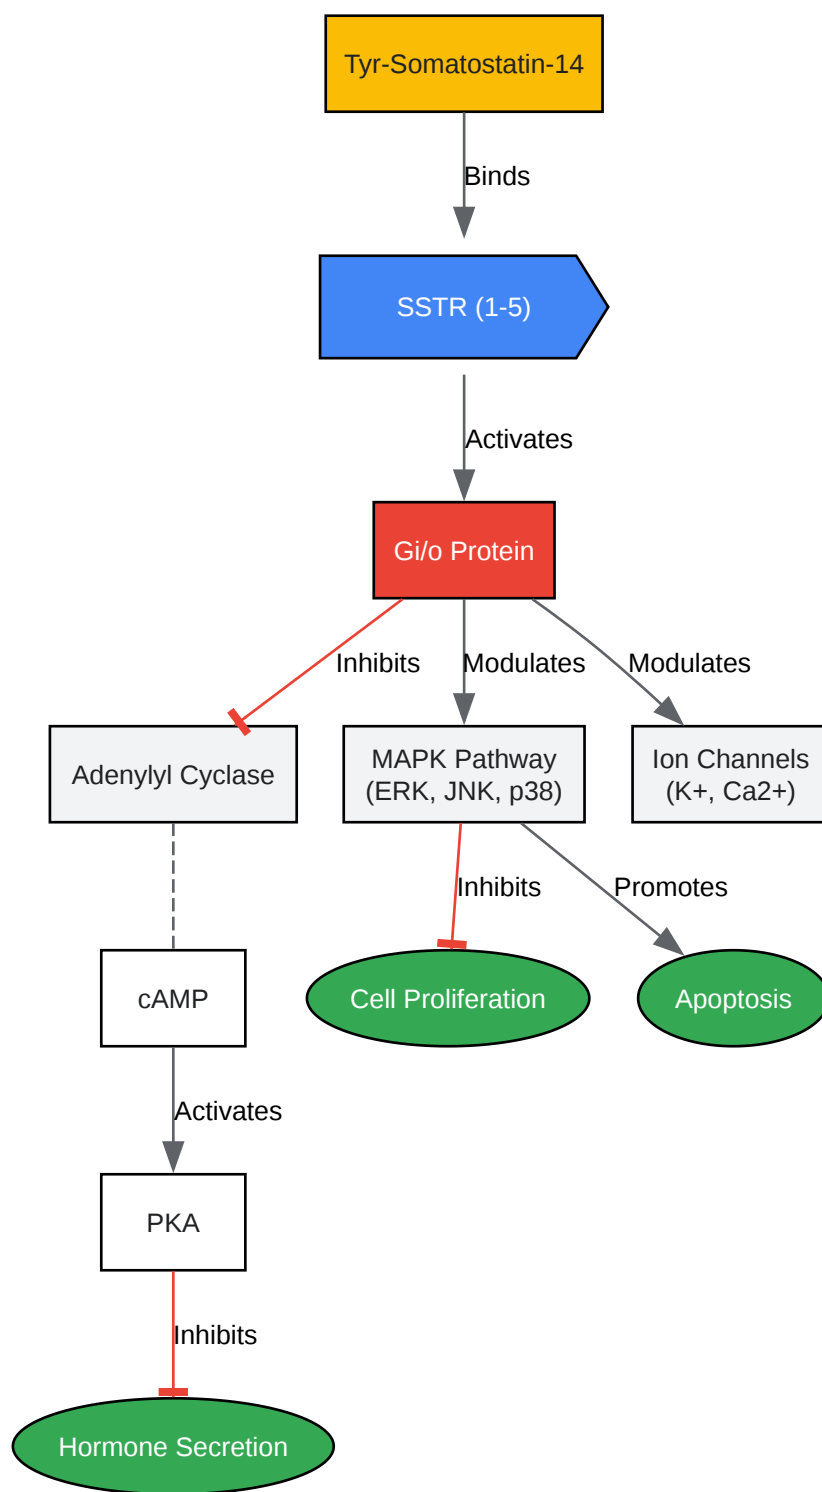 Tyr-Somatostatin-14
Binds
SSTR (1-5)
Activates
Gi/o Protein
Inhibits
Modulates
Modulates
Adenylyl Cyclase
MAPK Pathway
(ERK, JNK, p38)
Ion Channels
(K+, Ca2+)
Inhibits
Promotes
cAMP
Cell Proliferation
Apoptosis
Activates
PKA
Inhibits
Hormone Secretion